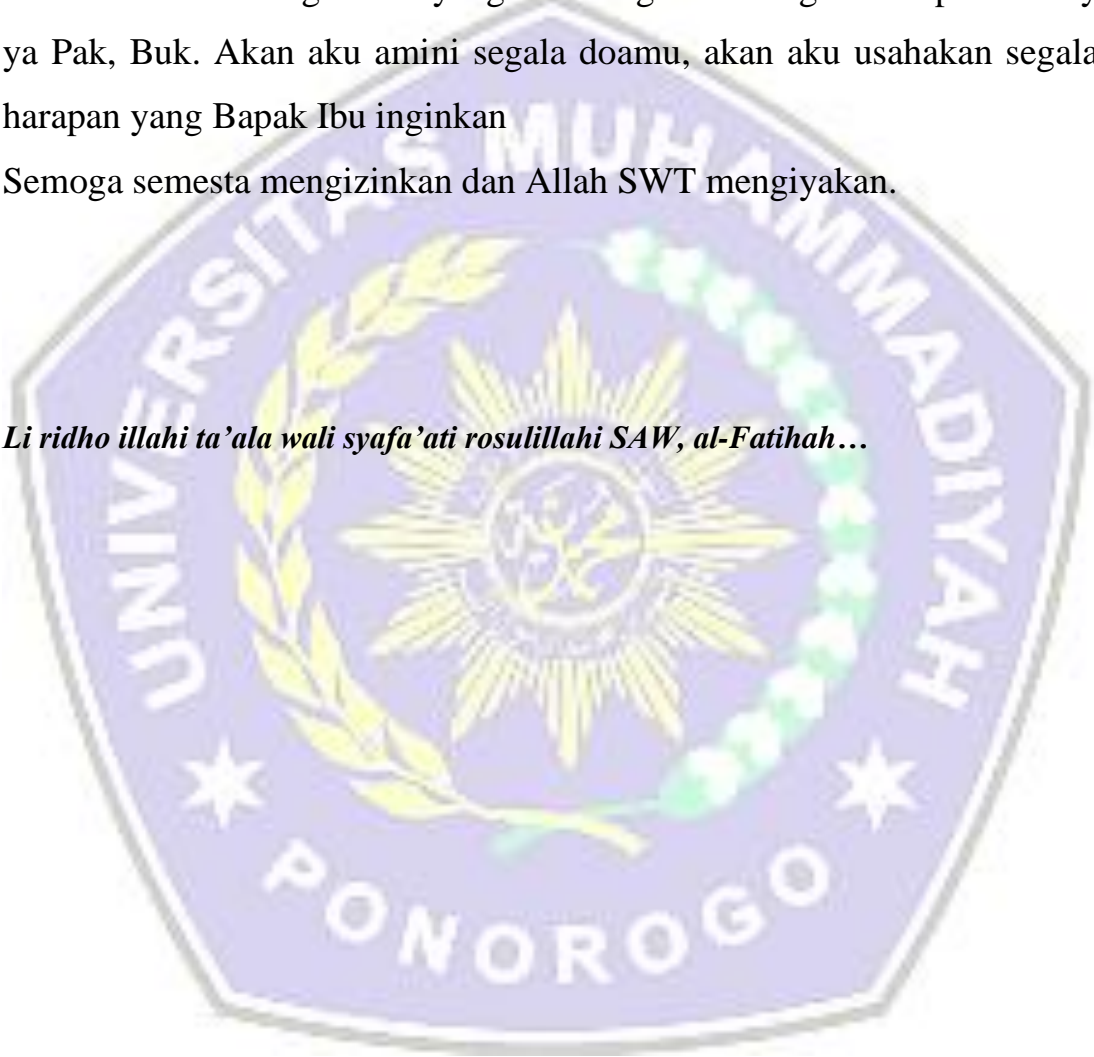 ya Pak, Buk. Akan aku amini segala doamu, akan aku usahakan segala
harapan yang Bapak Ibu inginkan
Semoga semesta mengizinkan dan Allah SWT mengiyakan.
UNIVERSITAS MUHAMMADIYAH
Li ridho illahi ta’ala wali syafa’ati rosulillahi SAW, al-Fatihah…
PONOROGO